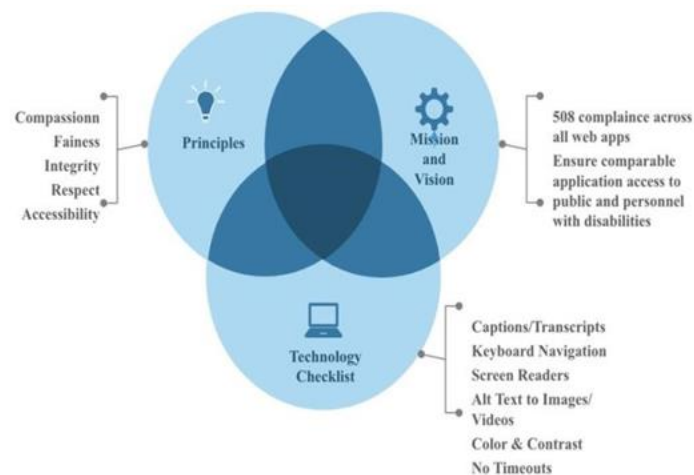 Compassionn
Fainess
Integrity
Respect
Accessibility
Principles
Mission
and
Vision
508 complaince across
all web apps
Ensure comparable
application access to
public and personnel
with disabilities
Technology
Checklist
Captions/Transcripts
Keyboard Navigation
Screen Readers
Alt Text to Images/
Videos
Color & Contrast
No Timeouts